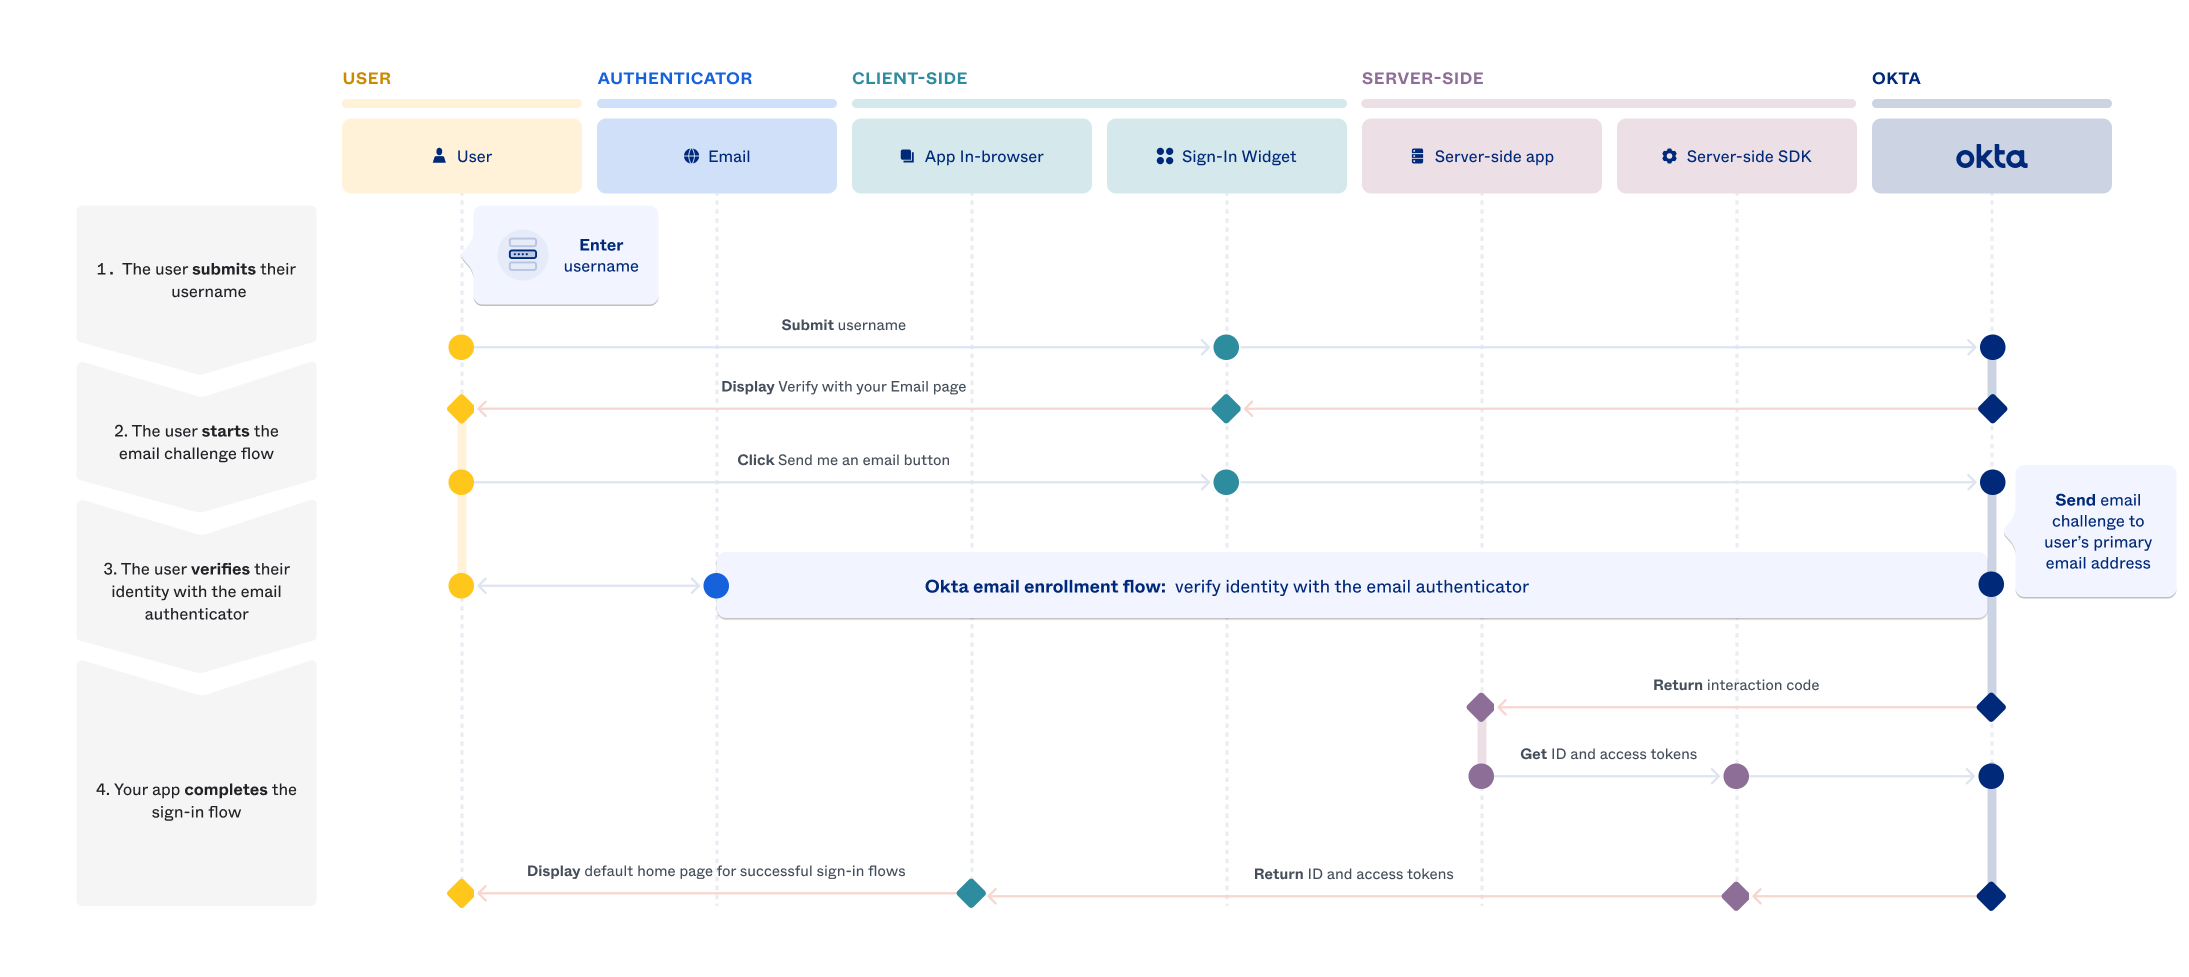 USER
AUTHENTICATOR
CLIENT-SIDE
SERVER-SIDE
OKTA
User
Email
App In-browser
Sign-In Widget
Server-side app
Server-side SDK
okta
1. The user submits their
username
Enter
username
Submit username
Display Verify with your Email page
2. The user starts the
email challenge flow
Click Send me an email button
Send email
challenge to
user's primary
email address
3. The user verifies their
identity with the email
authenticator
Okta email enrollment flow: verify identity with the email authenticator
Return interaction code
Get ID and access tokens
4. Your app completes the
sign-in flow
Display default home page for successful sign-in flows
Return ID and access tokens